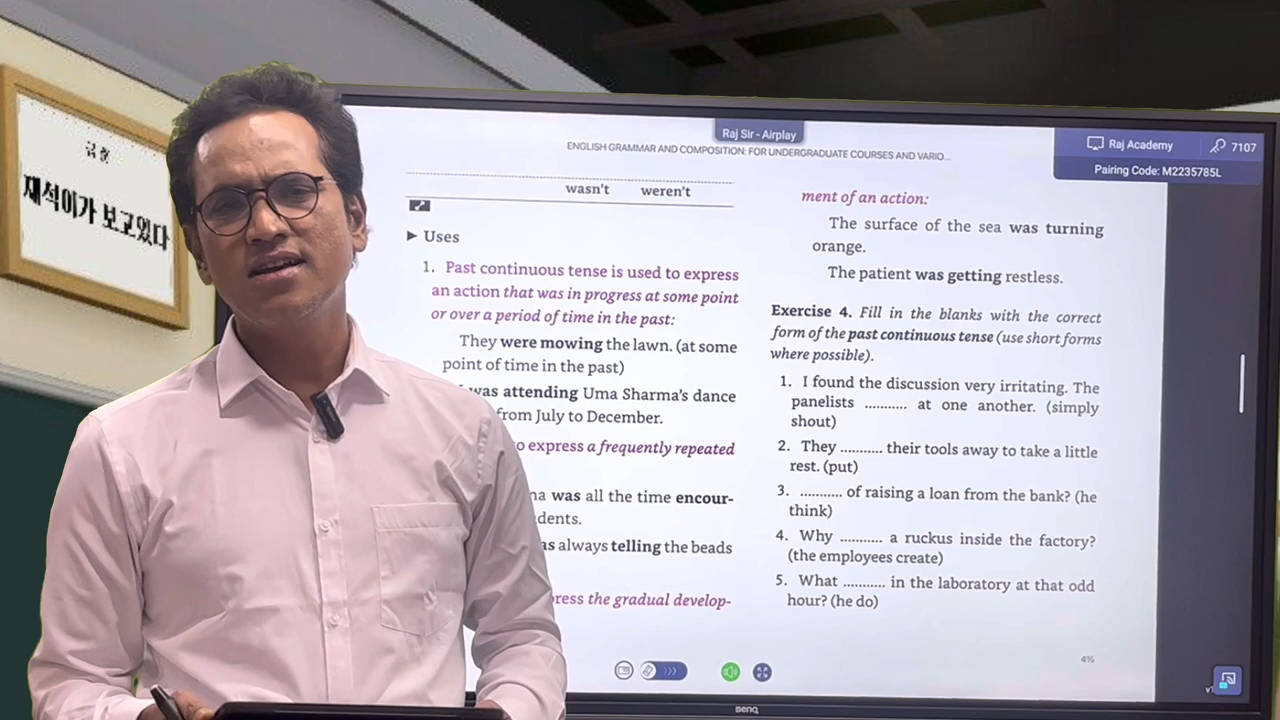 급훈
재석이가 보고있다
Raj Sir - Airplay
ENGLISH GRAMMAR AND COMPOSITION: FOR UNDERGRADUATE COURSES AND VARIO...
Raj Academy
7107
Pairing Code: M2235785L
wasn't weren't
► Uses
1. Past continuous tense is used to express
an action that was in progress at some point
or over a period of time in the past:
They were mowing the lawn. (at some
point of time in the past)
was attending Uma Sharma's dance
from July to December.
to express a frequently repeated
was all the time encour-
always telling the beads
the gradual develop-
ment of an action:
The surface of the sea was turning
orange.
The patient was getting restless.
Exercise 4. Fill in the blanks with the correct
form of the past continuous tense (use short forms
where possible).
1. I found the discussion very irritating. The
panelists ........... at one another. (simply
shout)
2. They ........... their tools away to take a little
rest. (put)
3. ........... of raising a loan from the bank? (he
think)
4. Why ........... a ruckus inside the factory?
(the employees create)
5. What ........... in the laboratory at that odd
hour? (he do)
4%
BenQ